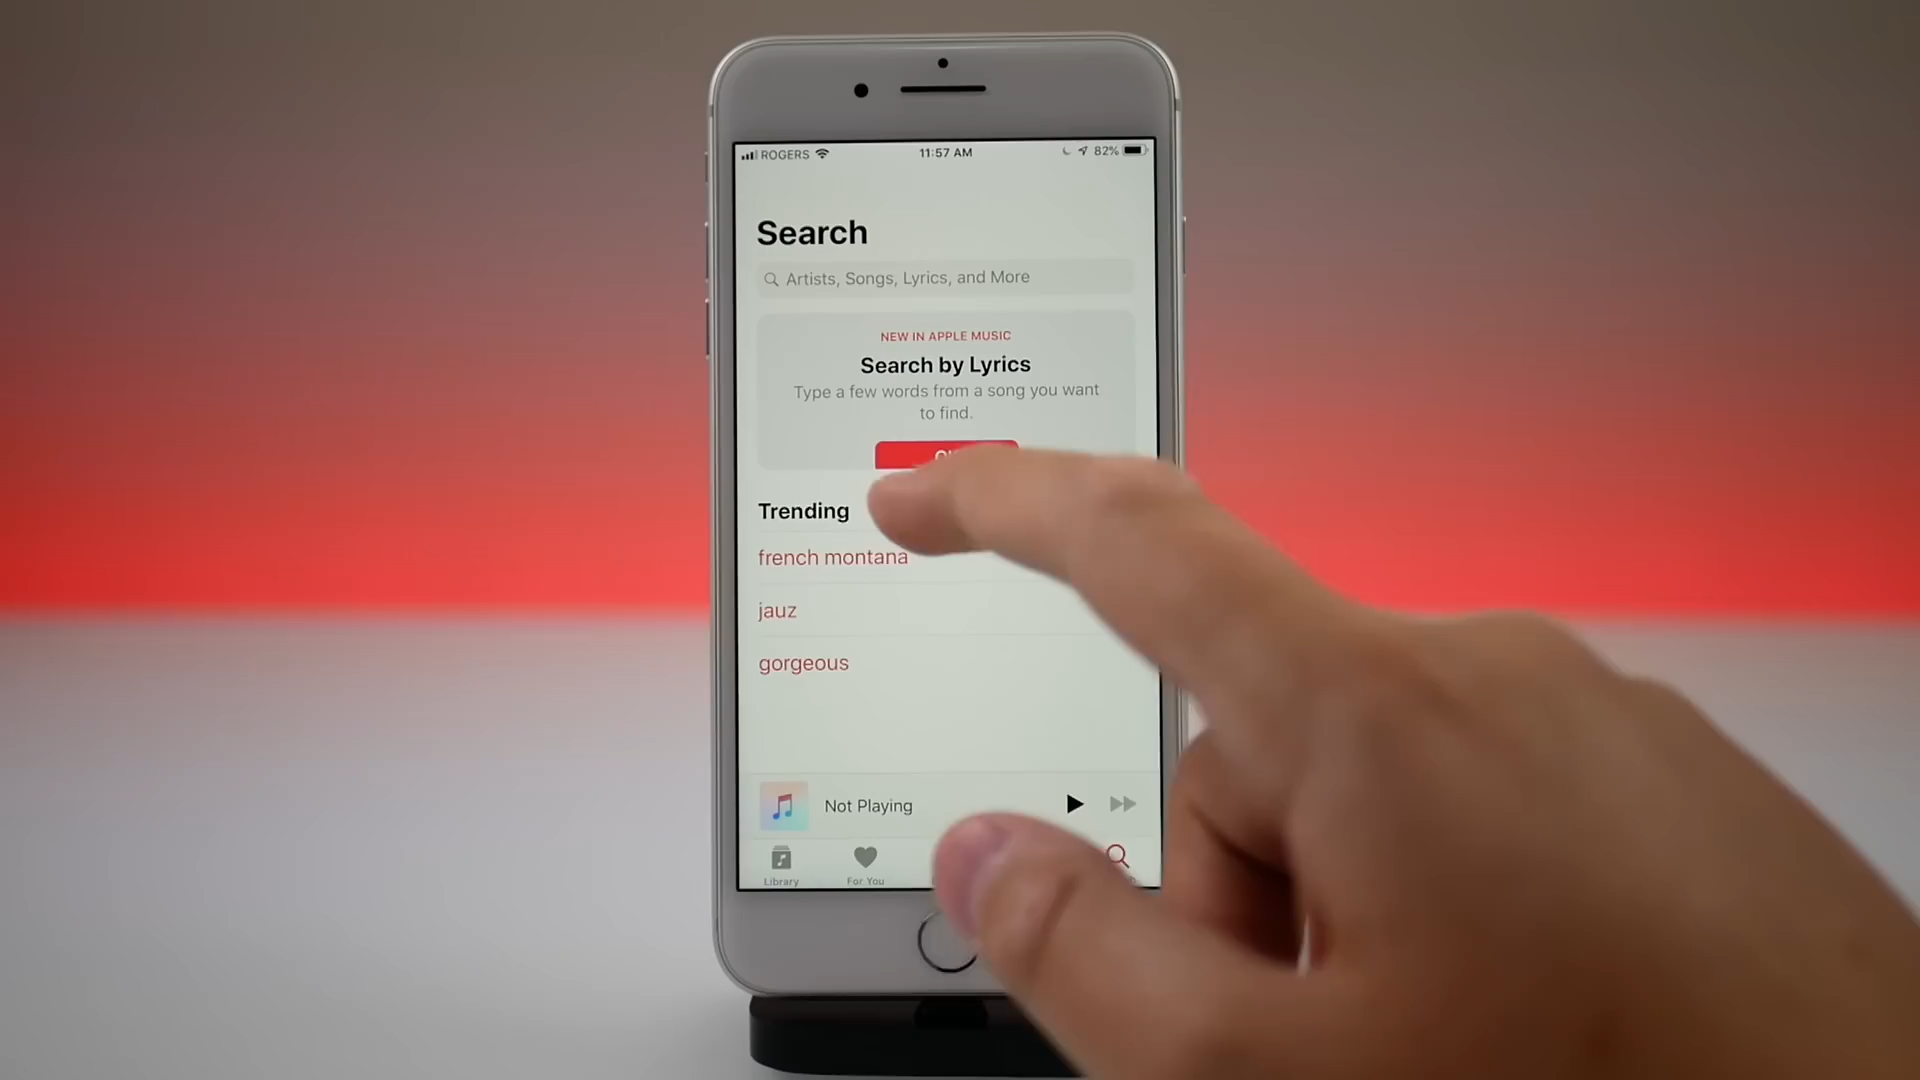 ROGERS
11:57 AM
82%
Search
Artists, Songs, Lyrics, and More
NEW IN APPLE MUSIC
Search by Lyrics
Type a few words from a song you want
to find.
Trending
french montana
jauz
gorgeous
Not Playing
Library
For You